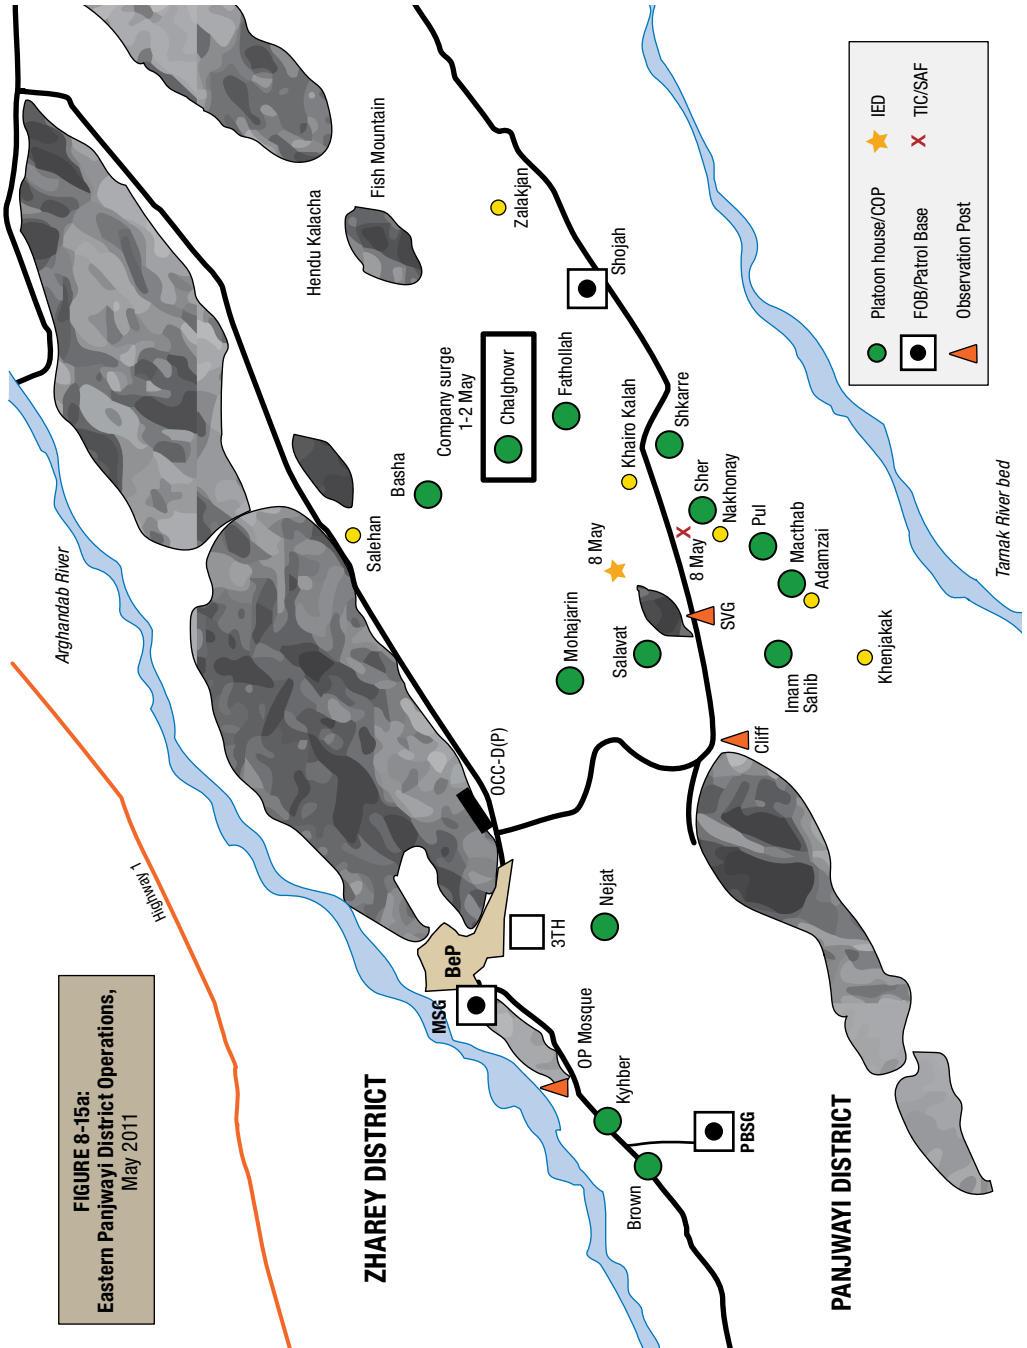 FIGURE 8-15a:
Eastern Panjwayi District Operations,
May 2011
Highway 1
Arghandab River
ZHAREY DISTRICT
MSG
BeP
OCC-D(P)
3TH
Nejat
OP Mosque
Kyhber
Brown
PBSG
PANJWAYI DISTRICT
Salehan
Basha
Company surge
1-2 May
Chalghowr
Fathollah
Hendu Kalacha
Fish Mountain
Zalakjan
Shojah
Khairo Kalah
Shkarre
Mohajarin
8 May
Salavat
8 May
Sher
Nakhonay
SVG
Pul
Macthab
Adamzai
Imam
Sahib
Khenjakak
Cliff
Tarnak River bed
Platoon house/COP
FOB/Patrol Base
Observation Post
IED
X TIC/SAF
X